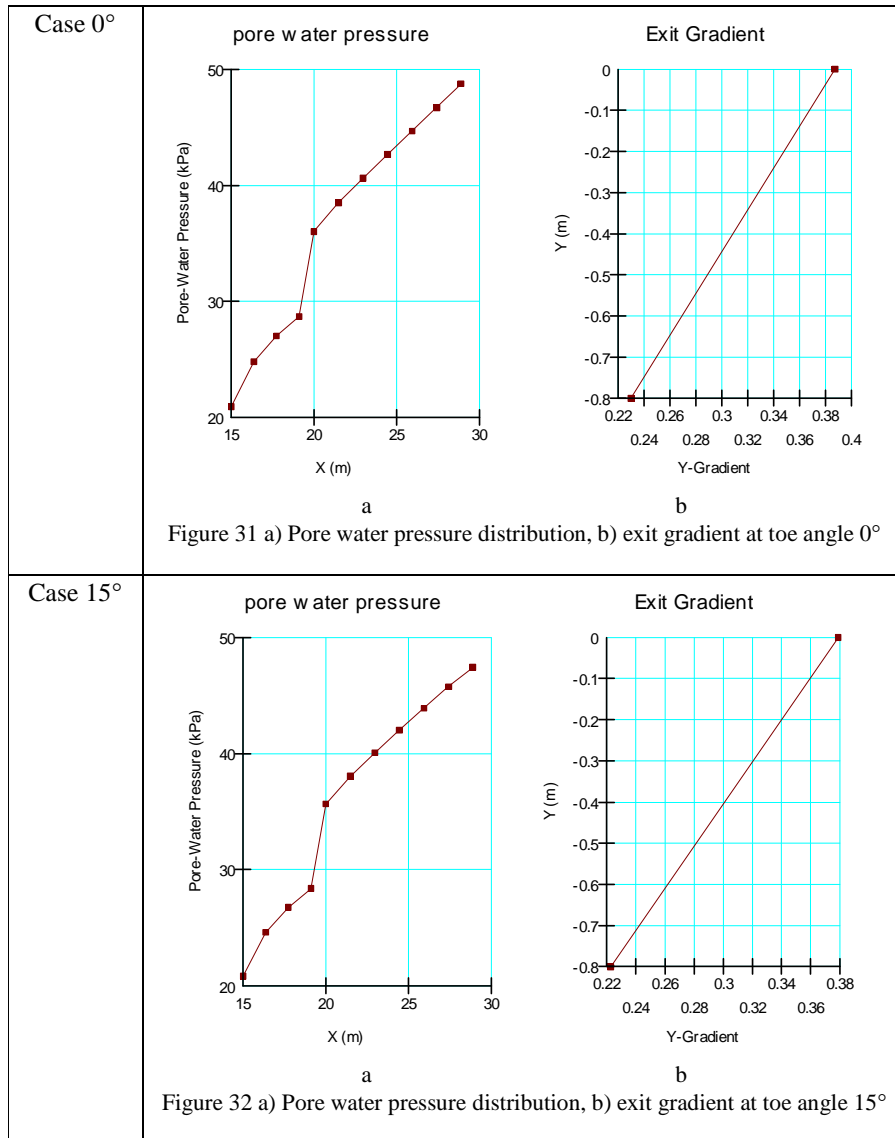 Case 0°
pore w ater pressure
Exit Gradient
50
40
30
20
Pore-Water Pressure (kPa)
15 20 25 30
X (m)
0
-0.1
-0.2
-0.3
-0.4
-0.5
-0.6
-0.7
-0.8
Y (m)
0.22 0.26 0.3 0.34 0.38
0.24 0.28 0.32 0.36 0.4
Y-Gradient
a b
Figure 31 a) Pore water pressure distribution, b) exit gradient at toe angle 0°
Case 15°
pore w ater pressure
Exit Gradient
50
40
30
20
Pore-Water Pressure (kPa)
15 20 25 30
X (m)
0
-0.1
-0.2
-0.3
-0.4
-0.5
-0.6
-0.7
-0.8
Y (m)
0.22 0.26 0.3 0.34 0.38
0.24 0.28 0.32 0.36
Y-Gradient
a b
Figure 32 a) Pore water pressure distribution, b) exit gradient at toe angle 15°